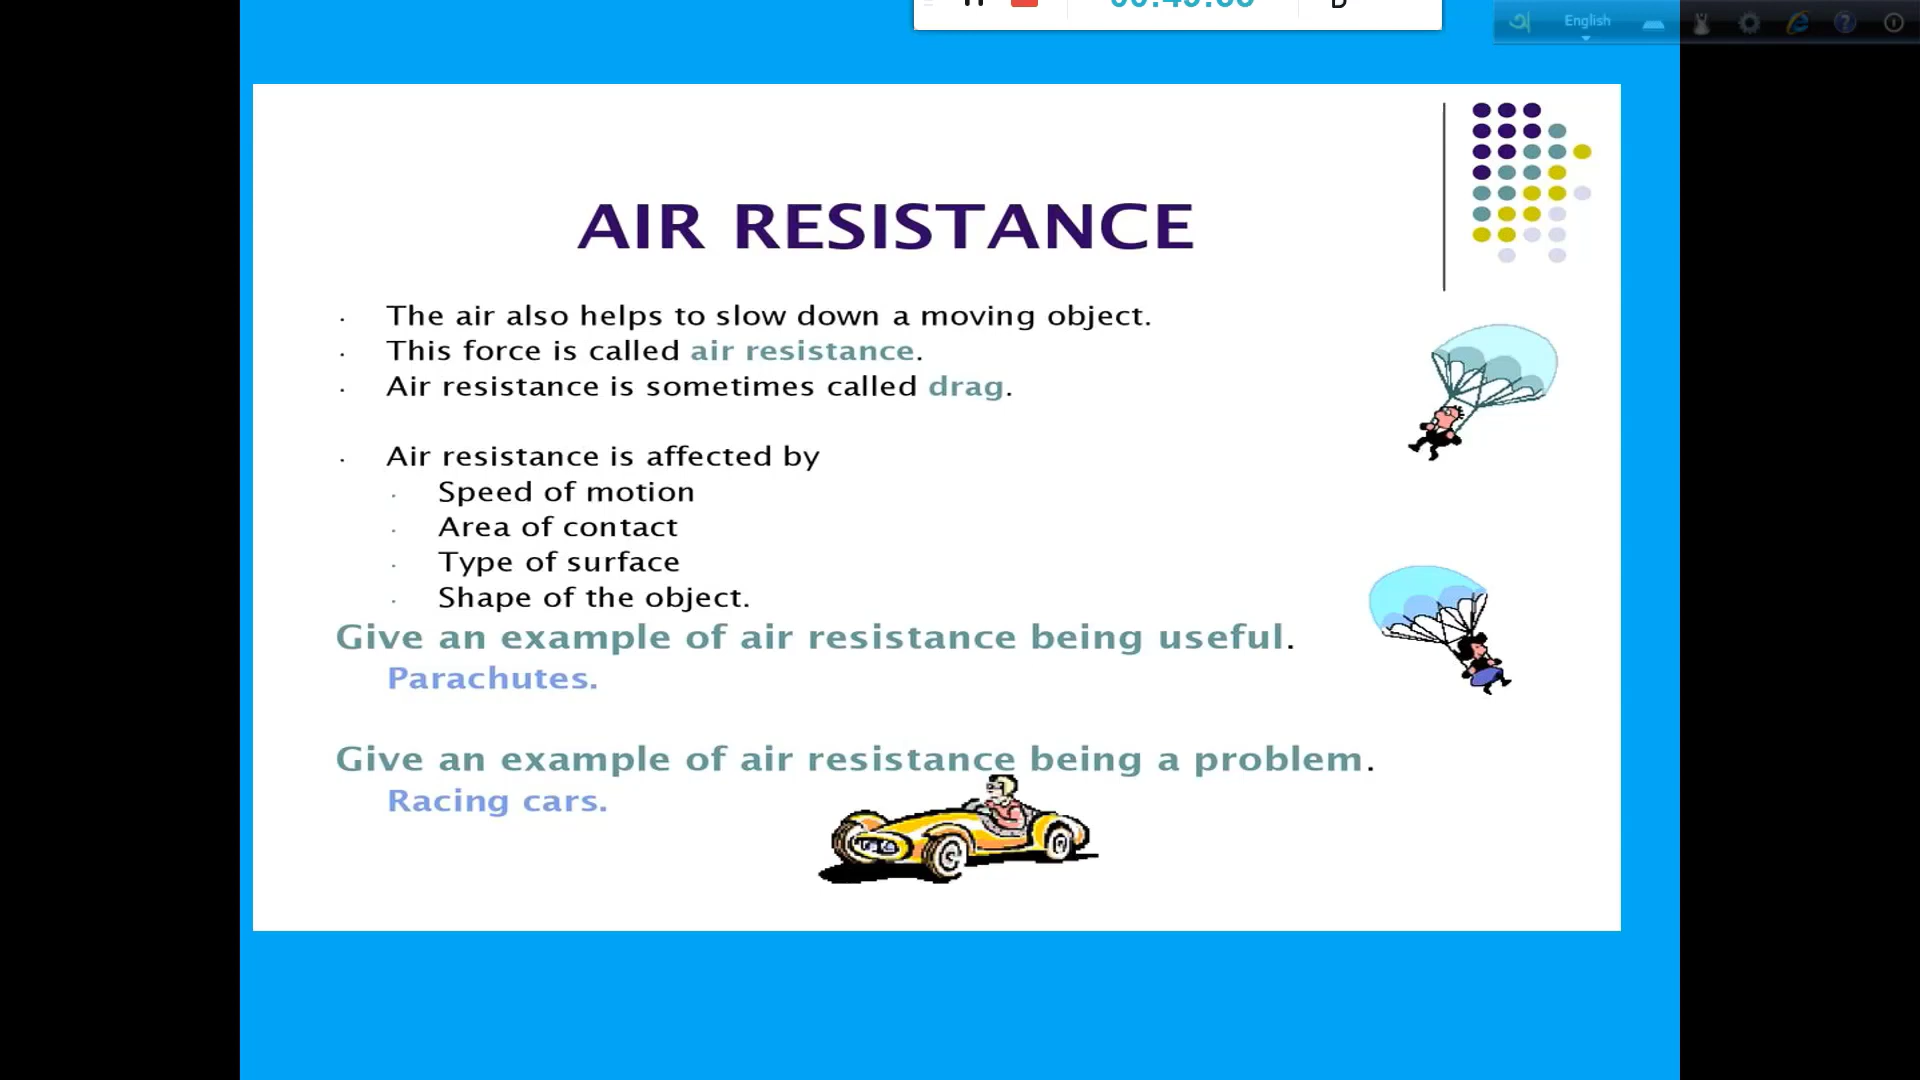 English
AIR RESISTANCE
The air also helps to slow down a moving object.
This force is called air resistance.
Air resistance is sometimes called drag.
Air resistance is affected by
Speed of motion
Area of contact
Type of surface
Shape of the object.
Give an example of air resistance being useful.
Parachutes.
Give an example of air resistance being a problem.
Racing cars.